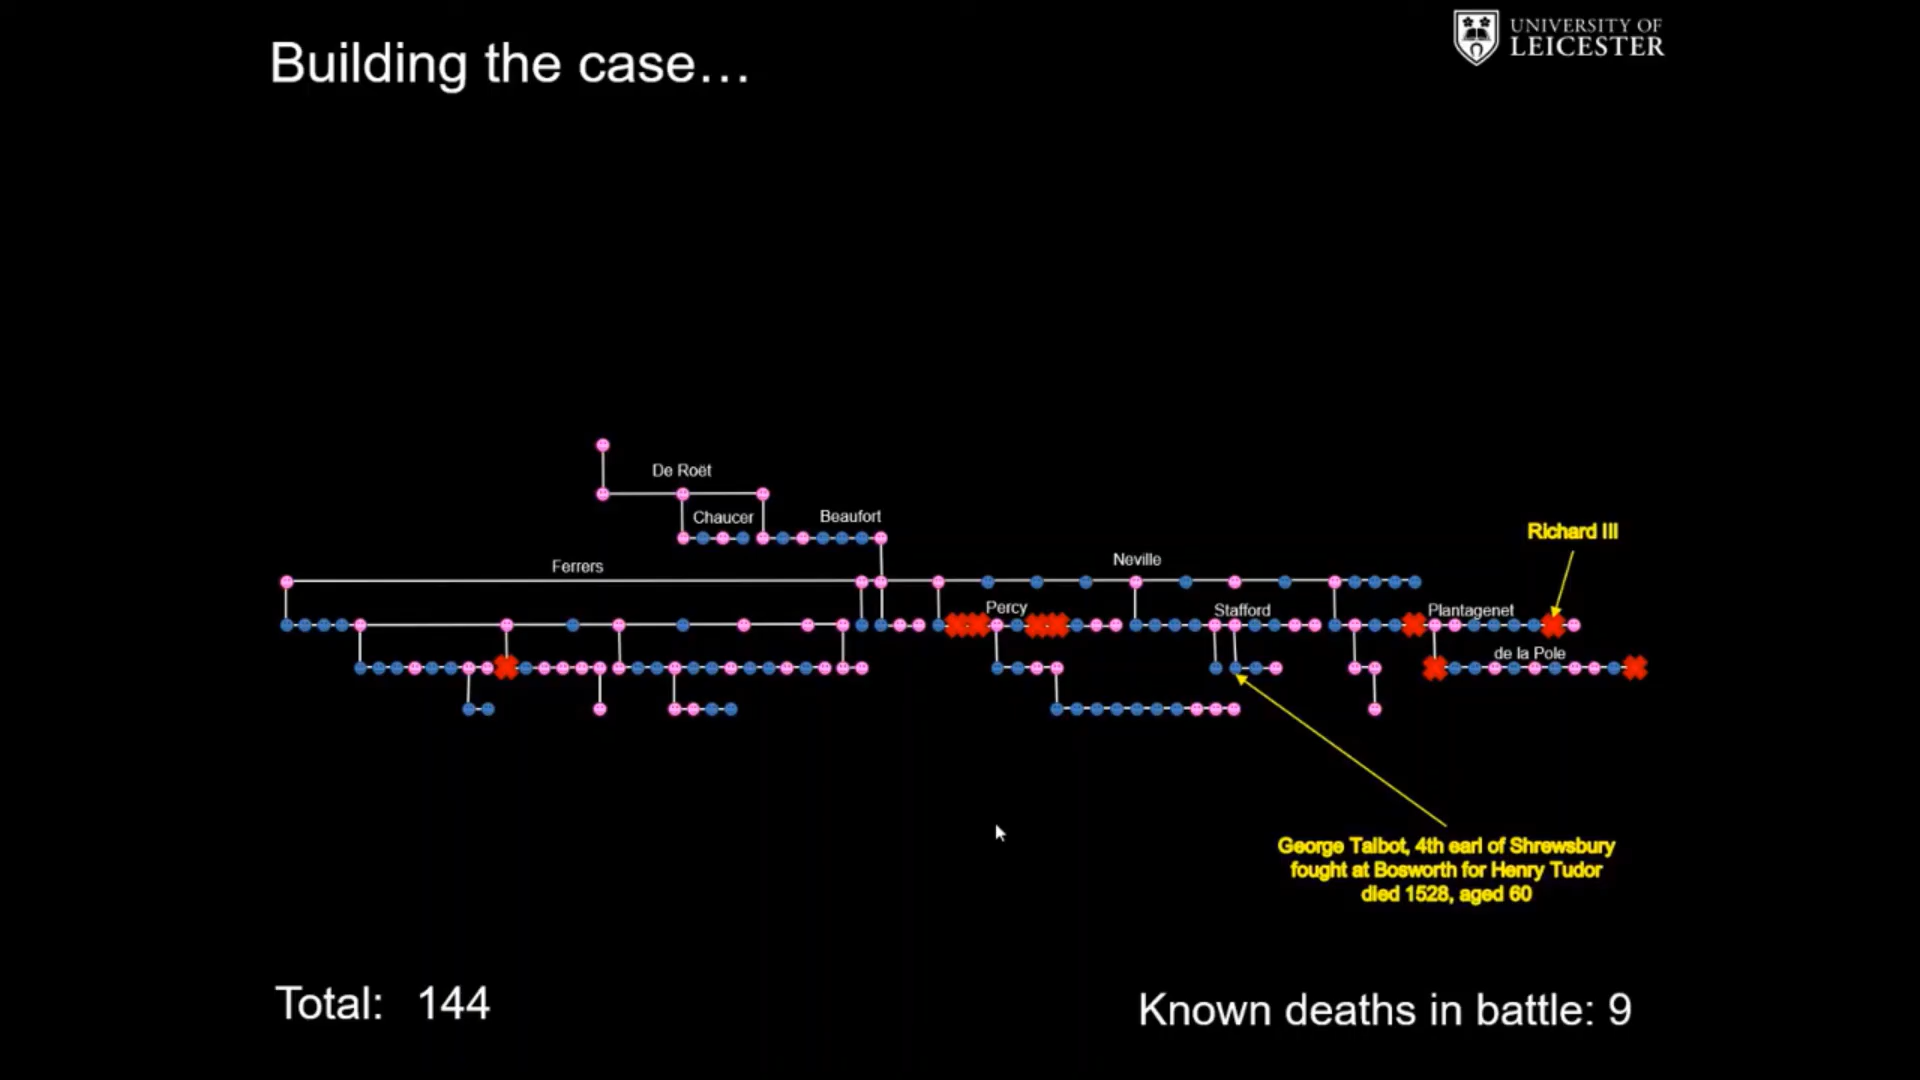 Building the case...
UNIVERSITY OF
LEICESTER
De Roët
Chaucer
Beaufort
Richard III
Ferrers
Neville
Percy
Stafford
Plantagenet
de la Pole
George Talbot, 4th earl of Shrewsbury
fought at Bosworth for Henry Tudor
died 1528, aged 60
Total: 144
Known deaths in battle: 9